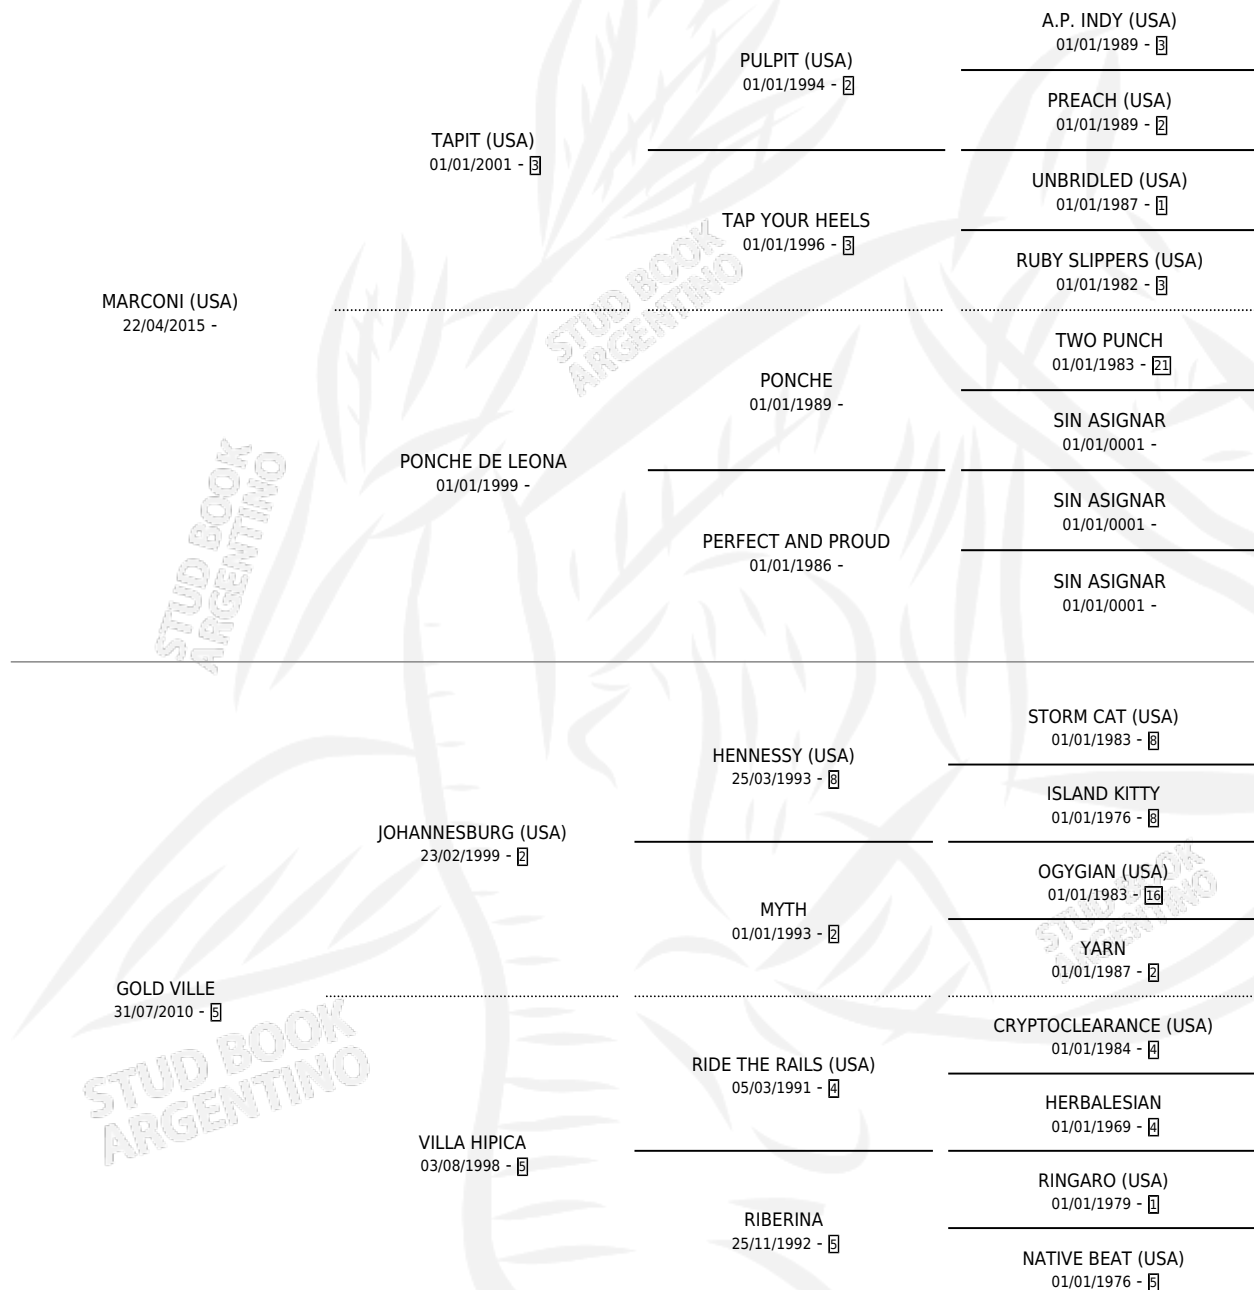 MARCONI (USA)
22/04/2015 -
TAPIT (USA)
01/01/2001 - 3
PULPIT (USA)
01/01/1994 - 2
A.P. INDY (USA)
01/01/1989 - 3
PREACH (USA)
01/01/1989 - 2
TAP YOUR HEELS
01/01/1996 - 3
UNBRIDLED (USA)
01/01/1987 - 1
RUBY SLIPPERS (USA)
01/01/1982 - 3
PONCHE DE LEONA
01/01/1999 -
PONCHE
01/01/1989 -
TWO PUNCH
01/01/1983 - 21
SIN ASIGNAR
01/01/0001 -
PERFECT AND PROUD
01/01/1986 -
SIN ASIGNAR
01/01/0001 -
SIN ASIGNAR
01/01/0001 -
GOLD VILLE
31/07/2010 - 5
JOHANNESBURG (USA)
23/02/1999 - 2
HENNESSY (USA)
25/03/1993 - 8
STORM CAT (USA)
01/01/1983 - 8
ISLAND KITTY
01/01/1976 - 8
MYTH
01/01/1993 - 2
OGYGIAN (USA)
01/01/1983 - 16
YARN
01/01/1987 - 2
VILLA HIPICA
03/08/1998 - 5
RIDE THE RAILS (USA)
05/03/1991 - 4
CRYPTOCLEARANCE (USA)
01/01/1984 - 4
HERBALESIAN
01/01/1969 - 4
RIBERINA
25/11/1992 - 5
RINGARO (USA)
01/01/1979 - 1
NATIVE BEAT (USA)
01/01/1976 - 5
STUD BOOK
ARGENTINO
STUD BOOK
ARGENTINO
STUD BOOK
ARGENTINO
STUD BOOK
ARGENTINO